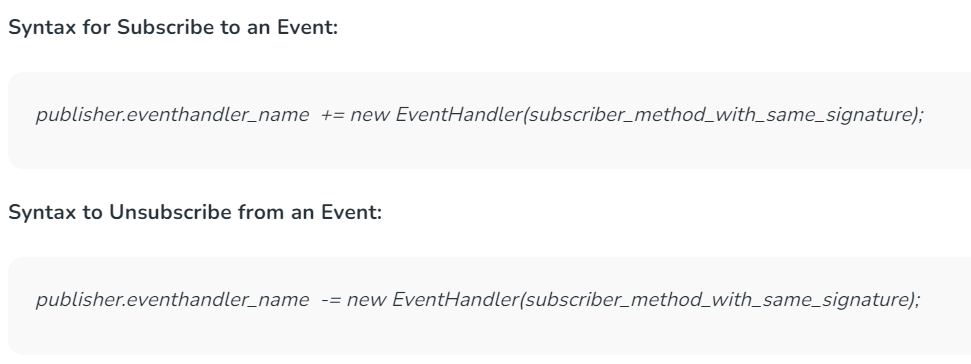 Syntax for Subscribe to an Event:
publisher.eventhandler_name  += new EventHandler(subscriber_method_with_same_signature);
Syntax to Unsubscribe from an Event:
publisher.eventhandler_name  -= new EventHandler(subscriber_method_with_same_signature);